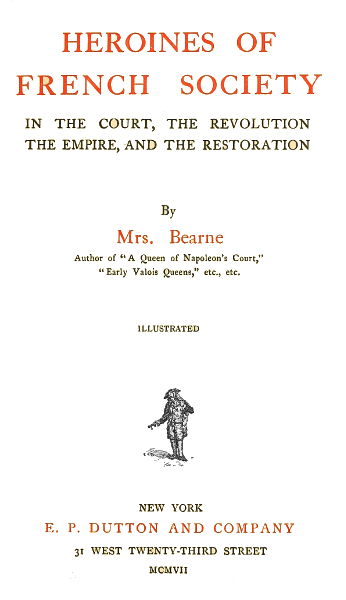 HEROINES OF
FRENCH SOCIETY
IN THE COURT, THE REVOLUTION
THE EMPIRE, AND THE RESTORATION
By
Mrs. Bearne
Author of "A Queen of Napoleon's Court,"
"Early Valois Queens," etc., etc.
ILLUSTRATED
NEW YORK
E. P. DUTTON AND COMPANY
31 WEST TWENTY-THIRD STREET
MCMVII